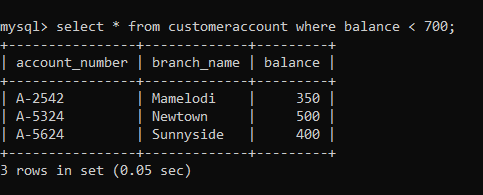 mysql> select * from customeraccount where balance < 700;
+----------------+-------------+---------+
| account_number | branch_name | balance |
+----------------+-------------+---------+
| A-2542         | Mamelodi    |     350 |
| A-5324         | Newtown     |     500 |
| A-5624         | Sunnyside   |     400 |
+----------------+-------------+---------+
3 rows in set (0.05 sec)